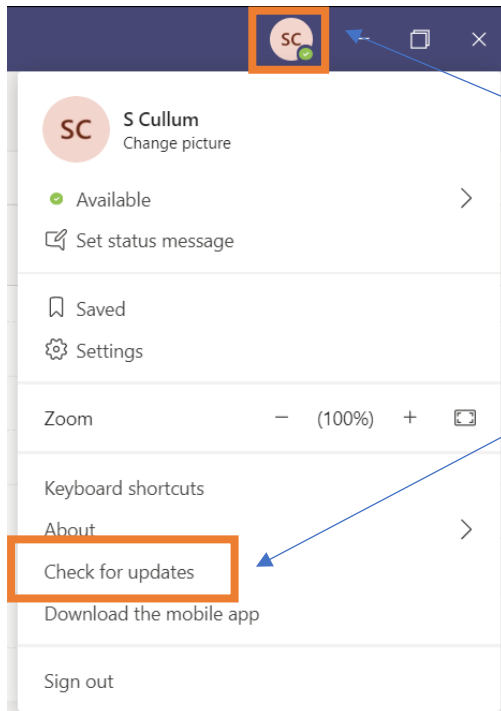 SC
SC
S Cullum
Change picture
Available
Set status message
Saved
Settings
Zoom - (100%) +
Keyboard shortcuts
About
Check for updates
Download the mobile app
Sign out